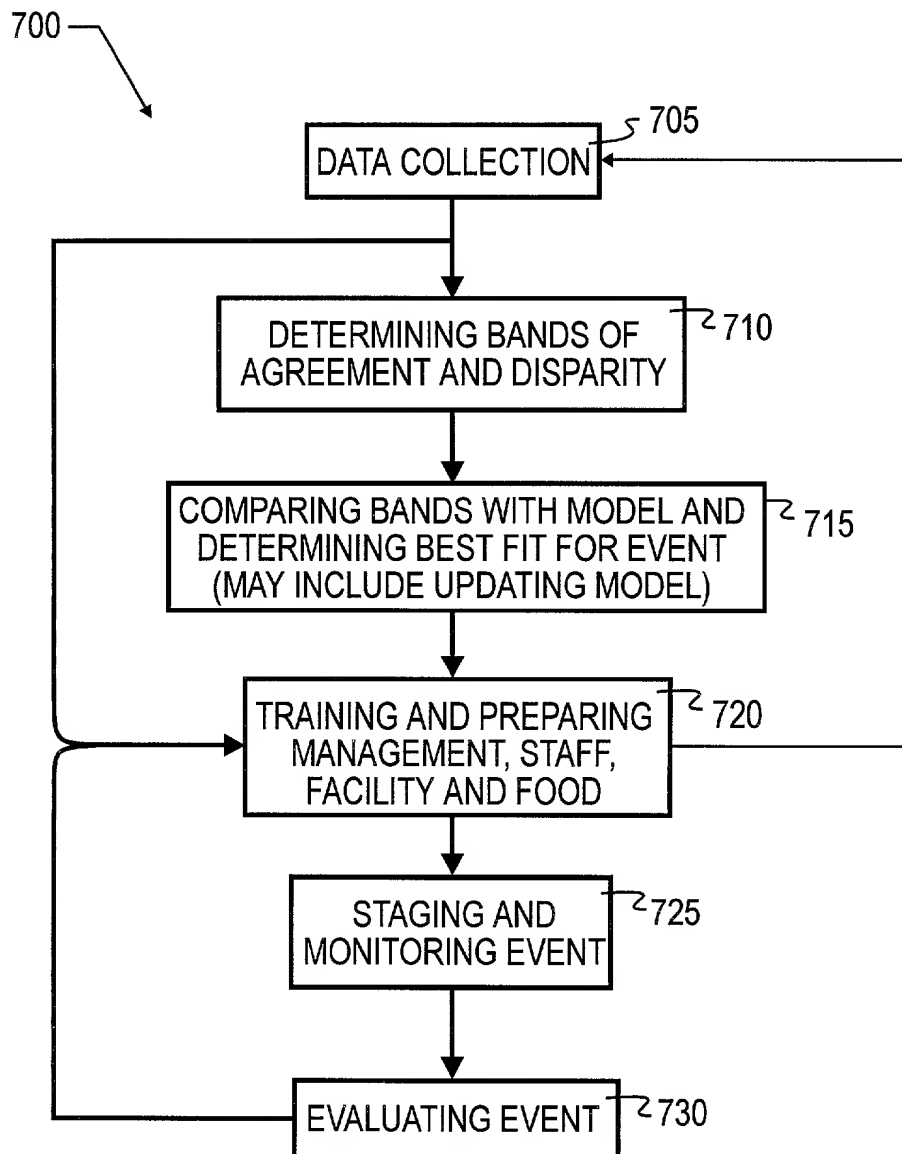 700
705
DATA COLLECTION
710
DETERMINING BANDS OF
AGREEMENT AND DISPARITY
715
COMPARING BANDS WITH MODEL AND
DETERMINING BEST FIT FOR EVENT
(MAY INCLUDE UPDATING MODEL)
720
TRAINING AND PREPARING
MANAGEMENT, STAFF,
FACILITY AND FOOD
725
STAGING AND
MONITORING EVENT
730
EVALUATING EVENT